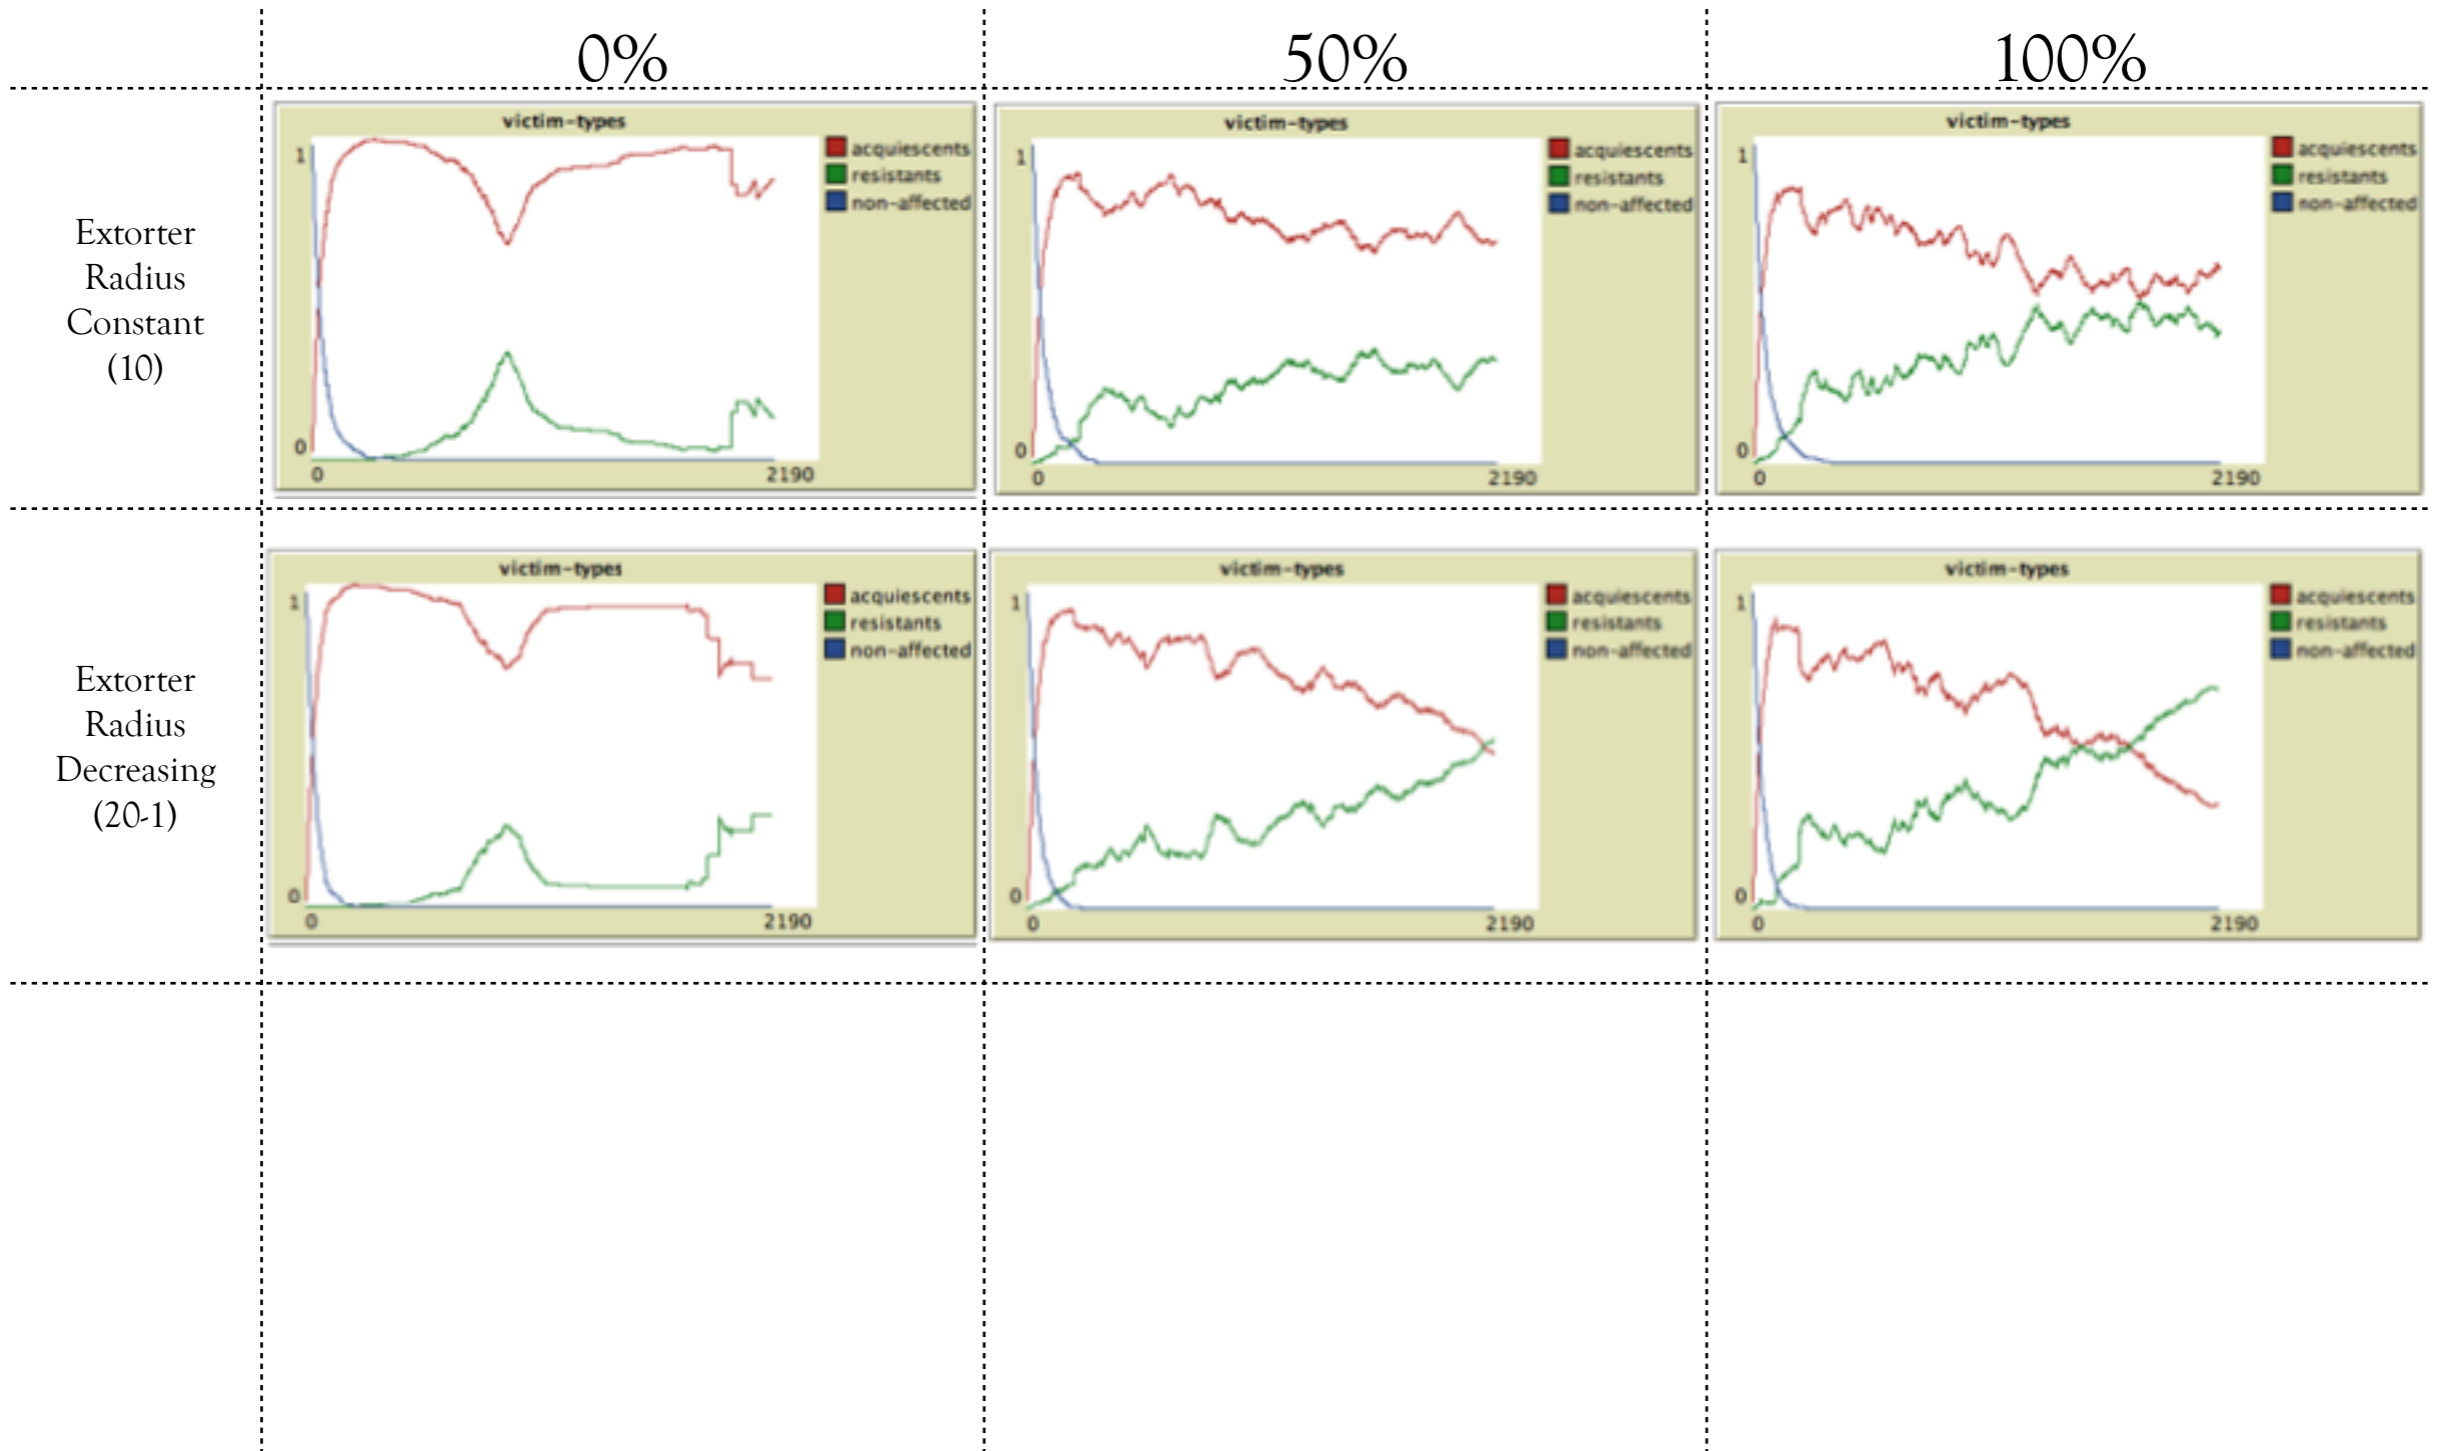 0%
50%
100%
Extorter
Radius
Constant
(10)
victim-types
1
0
0
2190
acquiescents
resistants
non-affected
victim-types
1
0
0
2190
acquiescents
resistants
non-affected
victim-types
1
0
0
2190
acquiescents
resistants
non-affected
Extorter
Radius
Decreasing
(20-1)
victim-types
1
0
0
2190
acquiescents
resistants
non-affected
victim-types
1
0
0
2190
acquiescents
resistants
non-affected
victim-types
1
0
0
2190
acquiescents
resistants
non-affected